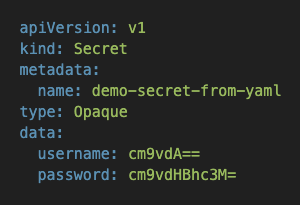 apiVersion: v1
kind: Secret
metadata:
  name: demo-secret-from-yaml
type: Opaque
data:
  username: cm9vdA==
  password: cm9vdHBhc3M=